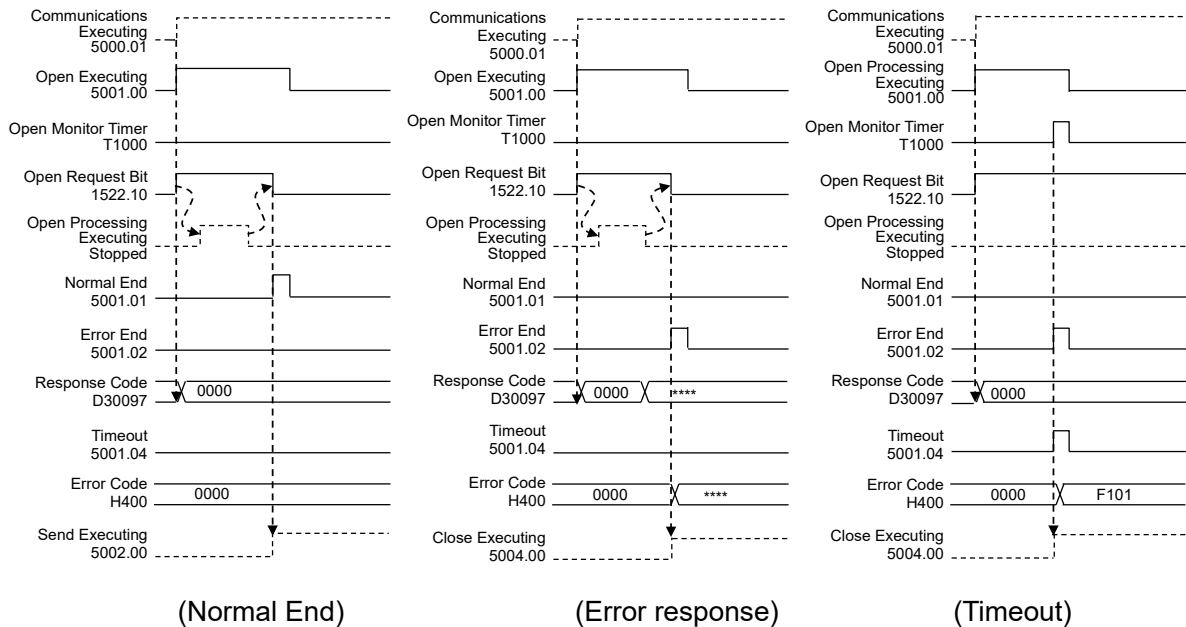 Communications
Executing
5000.01
Open Executing
5001.00
Open Monitor Timer
T1000
Open Request Bit
1522.10
Open Processing
Executing
Stopped
Normal End
5001.01
Error End
5001.02
Response Code
D30097
0000
Timeout
5001.04
Error Code
H400
0000
Send Executing
5002.00
(Normal End)
Communications
Executing
5000.01
Open Executing
5001.00
Open Monitor Timer
T1000
Open Request Bit
1522.10
Open Processing
Executing
Stopped
Normal End
5001.01
Error End
5001.02
Response Code
D30097
0000
****
Timeout
5001.04
Error Code
H400
0000
****
Close Executing
5004.00
(Error response)
Communications
Executing
5000.01
Open Processing
Executing
5001.00
Open Monitor Timer
T1000
Open Request Bit
1522.10
Open Processing
Executing
Stopped
Normal End
5001.01
Error End
5001.02
Response Code
D30097
0000
Timeout
5001.04
Error Code
H400
0000
F101
Close Executing
5004.00
(Timeout)